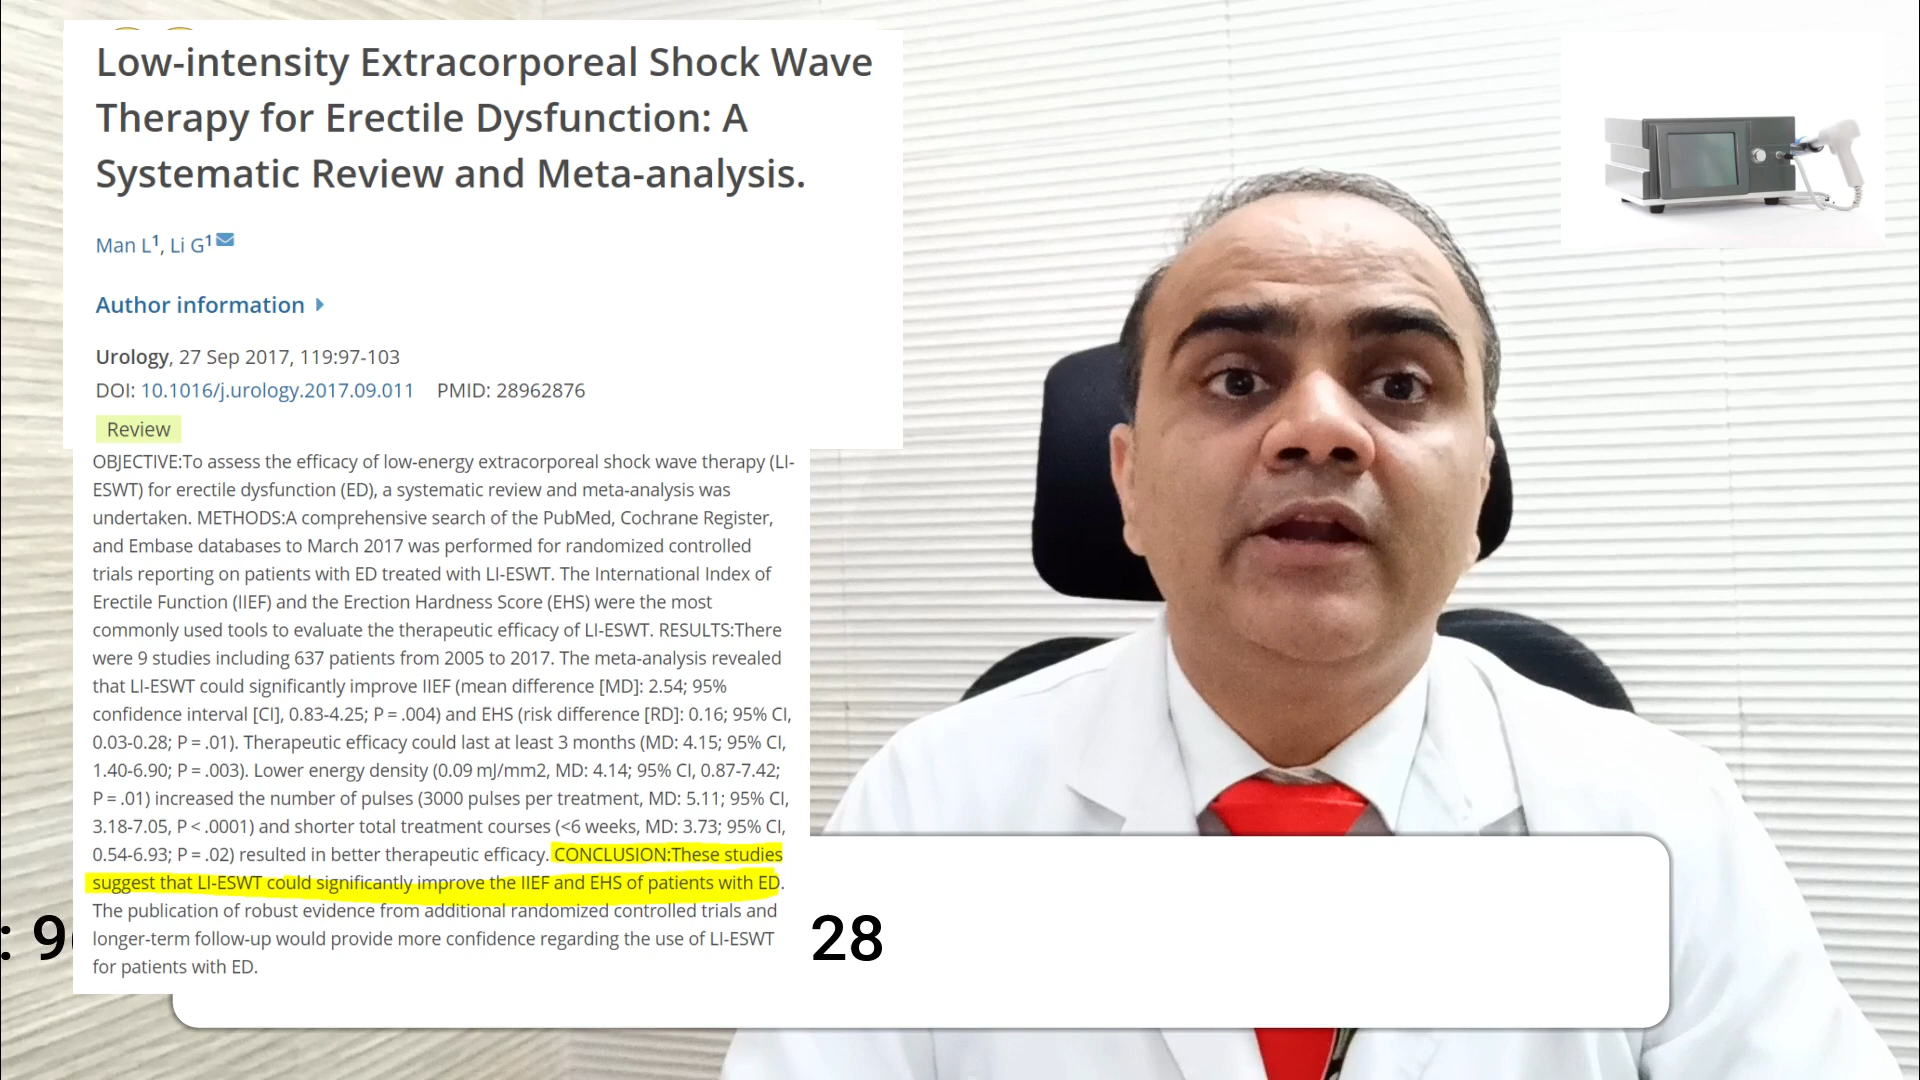 Low-intensity Extracorporeal Shock Wave
Therapy for Erectile Dysfunction: A
Systematic Review and Meta-analysis.
Man L1, Li G1
Author information
Urology, 27 Sep 2017, 119:97-103
DOI: 10.1016/j.urology.2017.09.011 PMID: 28962876
Review
OBJECTIVE:To assess the efficacy of low-energy extracorporeal shock wave therapy (LI-
ESWT) for erectile dysfunction (ED), a systematic review and meta-analysis was
undertaken. METHODS:A comprehensive search of the PubMed, Cochrane Register,
and Embase databases to March 2017 was performed for randomized controlled
trials reporting on patients with ED treated with LI-ESWT. The International Index of
Erectile Function (IIEF) and the Erection Hardness Score (EHS) were the most
commonly used tools to evaluate the therapeutic efficacy of LI-ESWT. RESULTS:There
were 9 studies including 637 patients from 2005 to 2017. The meta-analysis revealed
that LI-ESWT could significantly improve IIEF (mean difference [MD]: 2.54; 95%
confidence interval [CI], 0.83-4.25; P = .004) and EHS (risk difference [RD]: 0.16; 95% CI,
0.03-0.28; P = .01). Therapeutic efficacy could last at least 3 months (MD: 4.15; 95% CI,
1.40-6.90; P = .003). Lower energy density (0.09 mJ/mm2, MD: 4.14; 95% CI, 0.87-7.42;
P = .01) increased the number of pulses (3000 pulses per treatment, MD: 5.11; 95% CI,
3.18-7.05, P < .0001) and shorter total treatment courses (<6 weeks, MD: 3.73; 95% CI,
0.54-6.93; P = .02) resulted in better therapeutic efficacy. CONCLUSION:These studies
suggest that LI-ESWT could significantly improve the IIEF and EHS of patients with ED.
The publication of robust evidence from additional randomized controlled trials and
longer-term follow-up would provide more confidence regarding the use of LI-ESWT
for patients with ED.
: 9
28